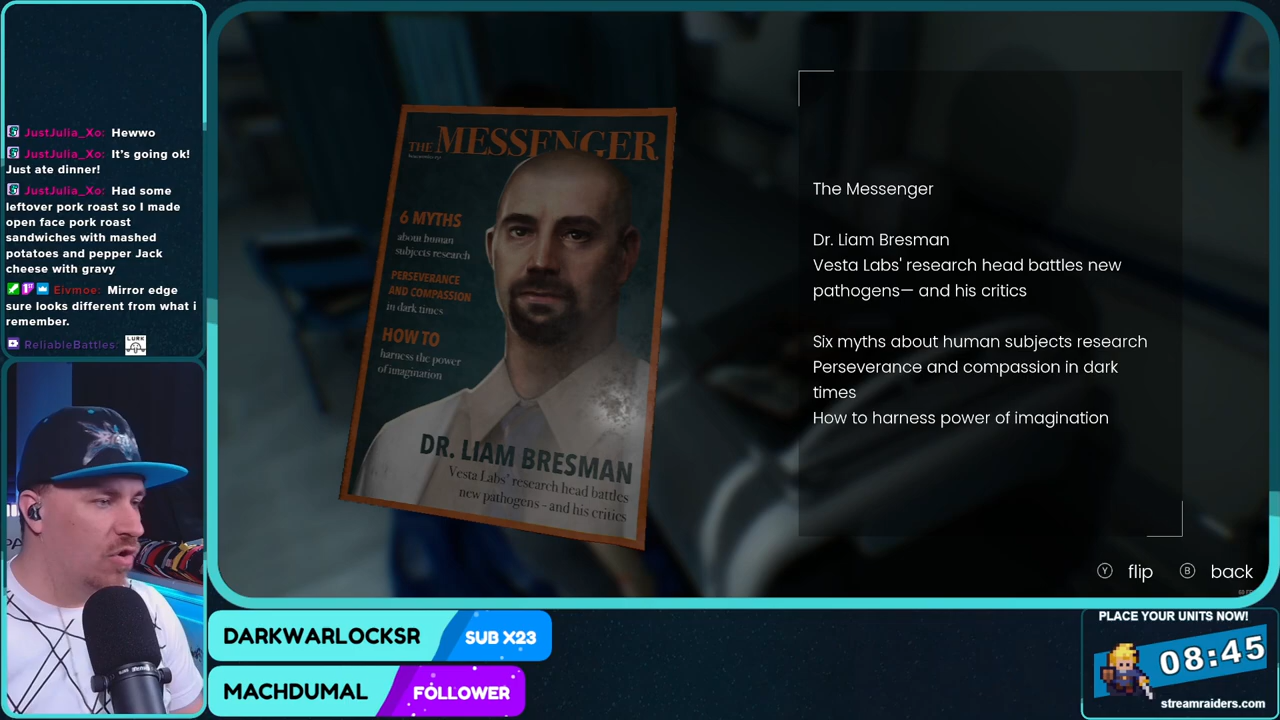 JustJulia_Xo: Hewwo
JustJulia_Xo: It's going ok!
Just ate dinner!
JustJulia_Xo: Had some
leftover pork roast so I made
open face pork roast
sandwiches with mashed
potatoes and pepper Jack
cheese with gravy
Eivmoe: Mirror edge
sure looks different from what i
remember.
ReliableBattles: LURK
THE MESSENGER
6 MYTHS
about human
subjects research
PERSEVERANCE
AND COMPASSION
in dark times
HOW TO
harness the power
of imagination
DR. LIAM BRESMAN
Vesta Labs' research head battles
new pathogens - and his critics
The Messenger
Dr. Liam Bresman
Vesta Labs' research head battles new
pathogens— and his critics
Six myths about human subjects research
Perseverance and compassion in dark
times
How to harness power of imagination
Y flip B back
DARKWARLOCKSR SUB X23
MACHDUMAL FOLLOWER
PLACE YOUR UNITS NOW!
08:45
streamraiders.com